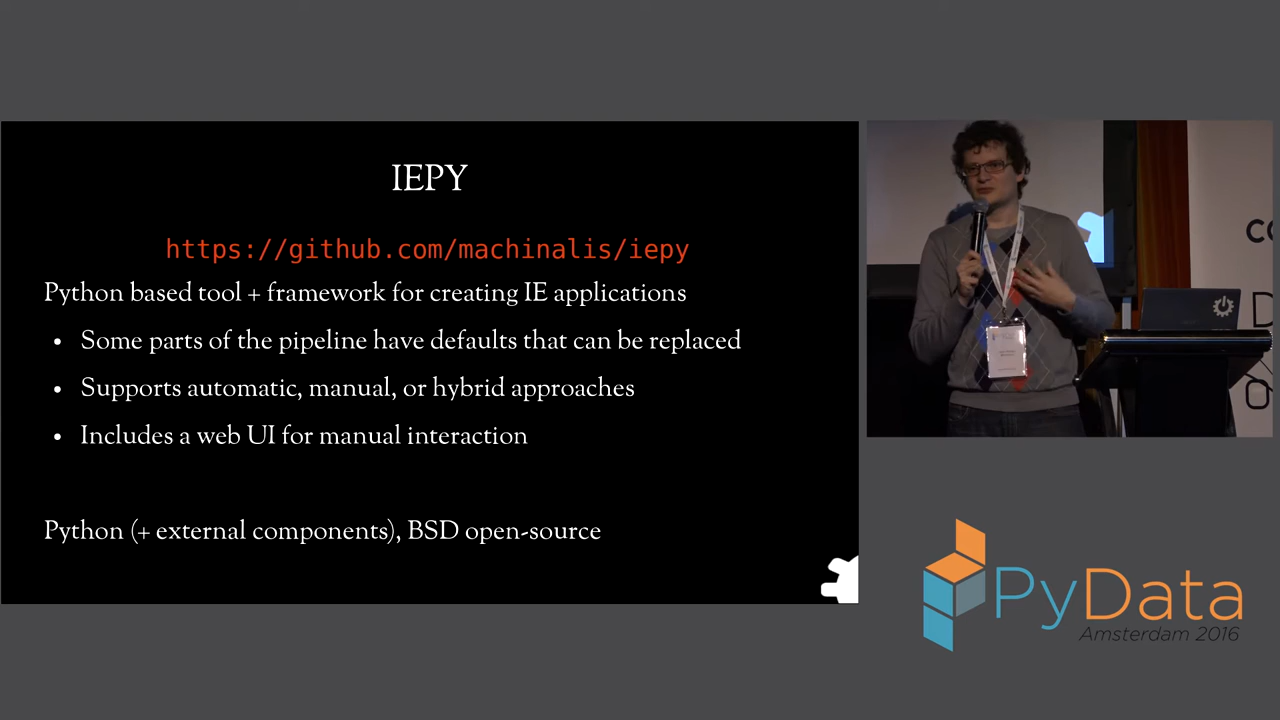 IEPY
https://github.com/machinalis/iepy
Python based tool + framework for creating IE applications
• Some parts of the pipeline have defaults that can be replaced
• Supports automatic, manual, or hybrid approaches
• Includes a web UI for manual interaction
Python (+ external components), BSD open-source
PyData
Amsterdam 2016